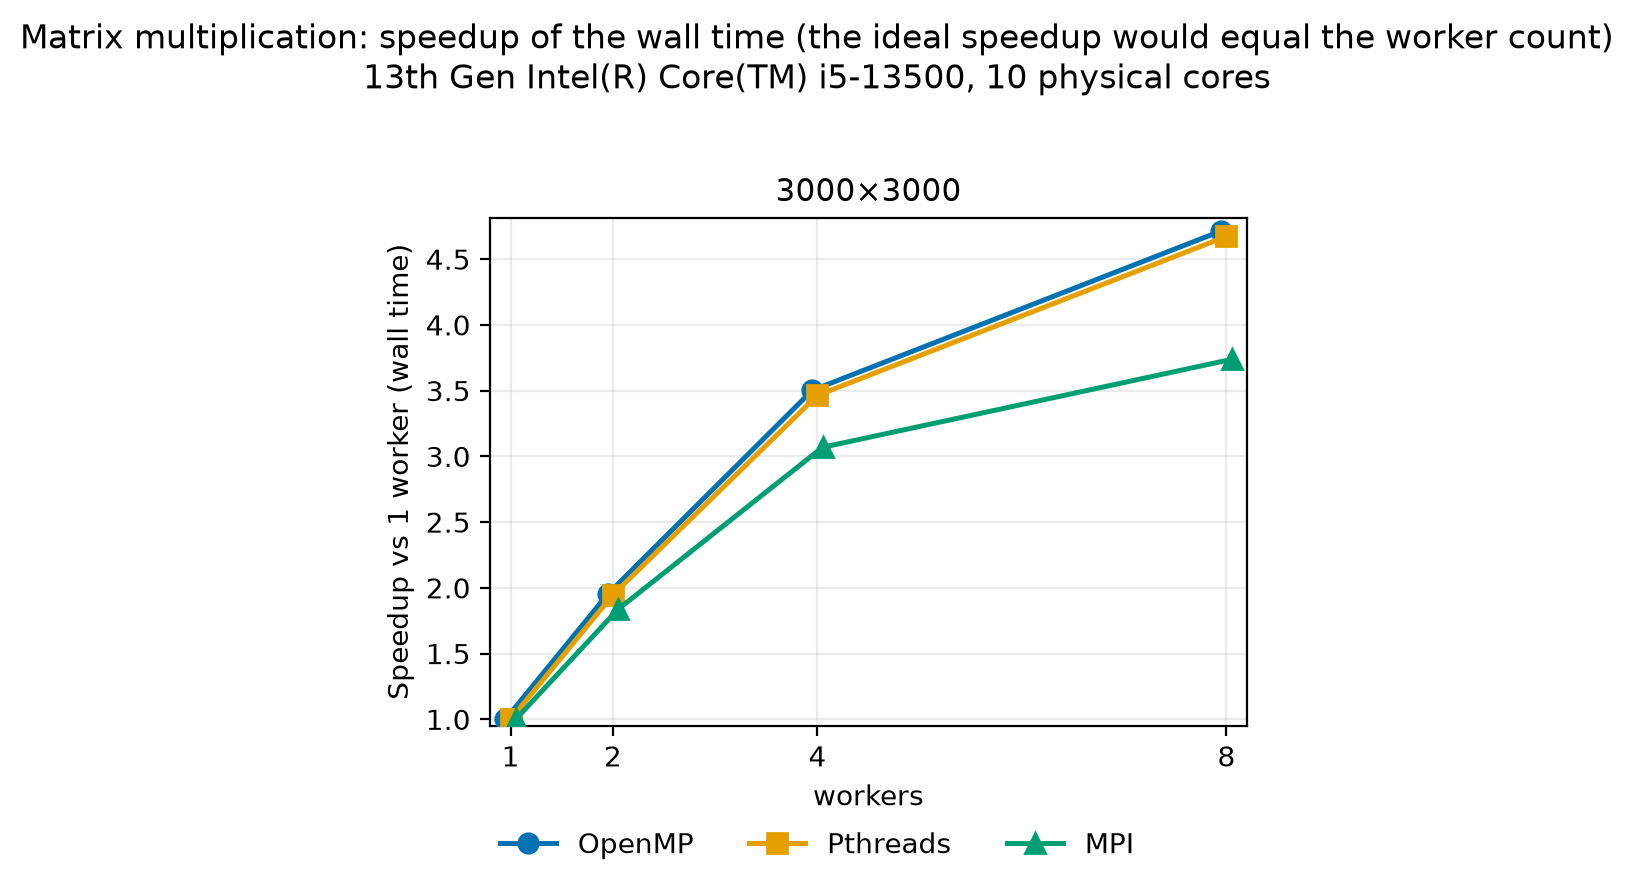 Matrix multiplication: speedup of the wall time (the ideal speedup would equal the worker count)
13th Gen Intel(R) Core(TM) i5-13500, 10 physical cores
3000×3000
Speedup vs 1 worker (wall time)
4.5
4.0
3.5
3.0
2.5
2.0
1.5
1.0
1 2 4 8
workers
OpenMP Pthreads MPI